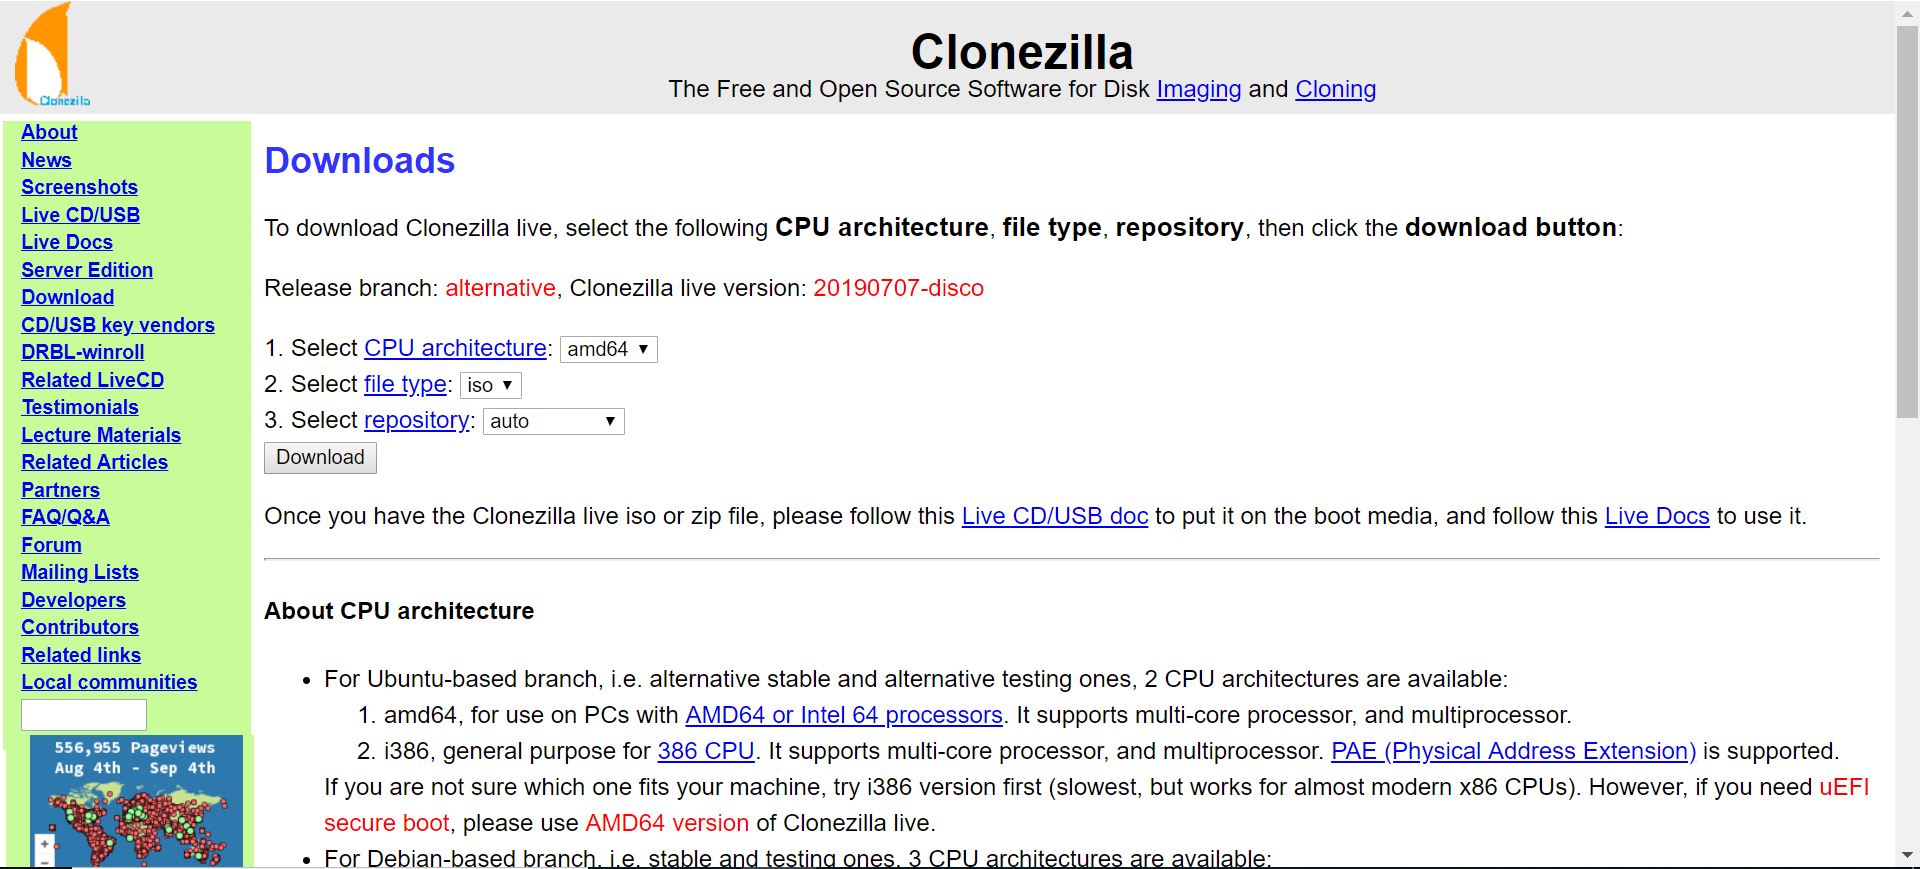 Clonezilla
Clonezilla
The Free and Open Source Software for Disk Imaging and Cloning
About
News
Screenshots
Live CD/USB
Live Docs
Server Edition
Download
CD/USB key vendors
DRBL-winroll
Related LiveCD
Testimonials
Lecture Materials
Related Articles
Partners
FAQ/Q&A
Forum
Mailing Lists
Developers
Contributors
Related links
Local communities
556,955 Pageviews
Aug 4th - Sep 4th
+
−
Downloads
To download Clonezilla live, select the following CPU architecture, file type, repository, then click the download button:
Release branch: alternative, Clonezilla live version: 20190707-disco
1. Select CPU architecture: amd64
2. Select file type: iso
3. Select repository: auto
Download
Once you have the Clonezilla live iso or zip file, please follow this Live CD/USB doc to put it on the boot media, and follow this Live Docs to use it.
About CPU architecture
• For Ubuntu-based branch, i.e. alternative stable and alternative testing ones, 2 CPU architectures are available:
1. amd64, for use on PCs with AMD64 or Intel 64 processors. It supports multi-core processor, and multiprocessor.
2. i386, general purpose for 386 CPU. It supports multi-core processor, and multiprocessor. PAE (Physical Address Extension) is supported.
If you are not sure which one fits your machine, try i386 version first (slowest, but works for almost modern x86 CPUs). However, if you need uEFI
secure boot, please use AMD64 version of Clonezilla live.
• For Debian-based branch, i.e. stable and testing ones, 3 CPU architectures are available: